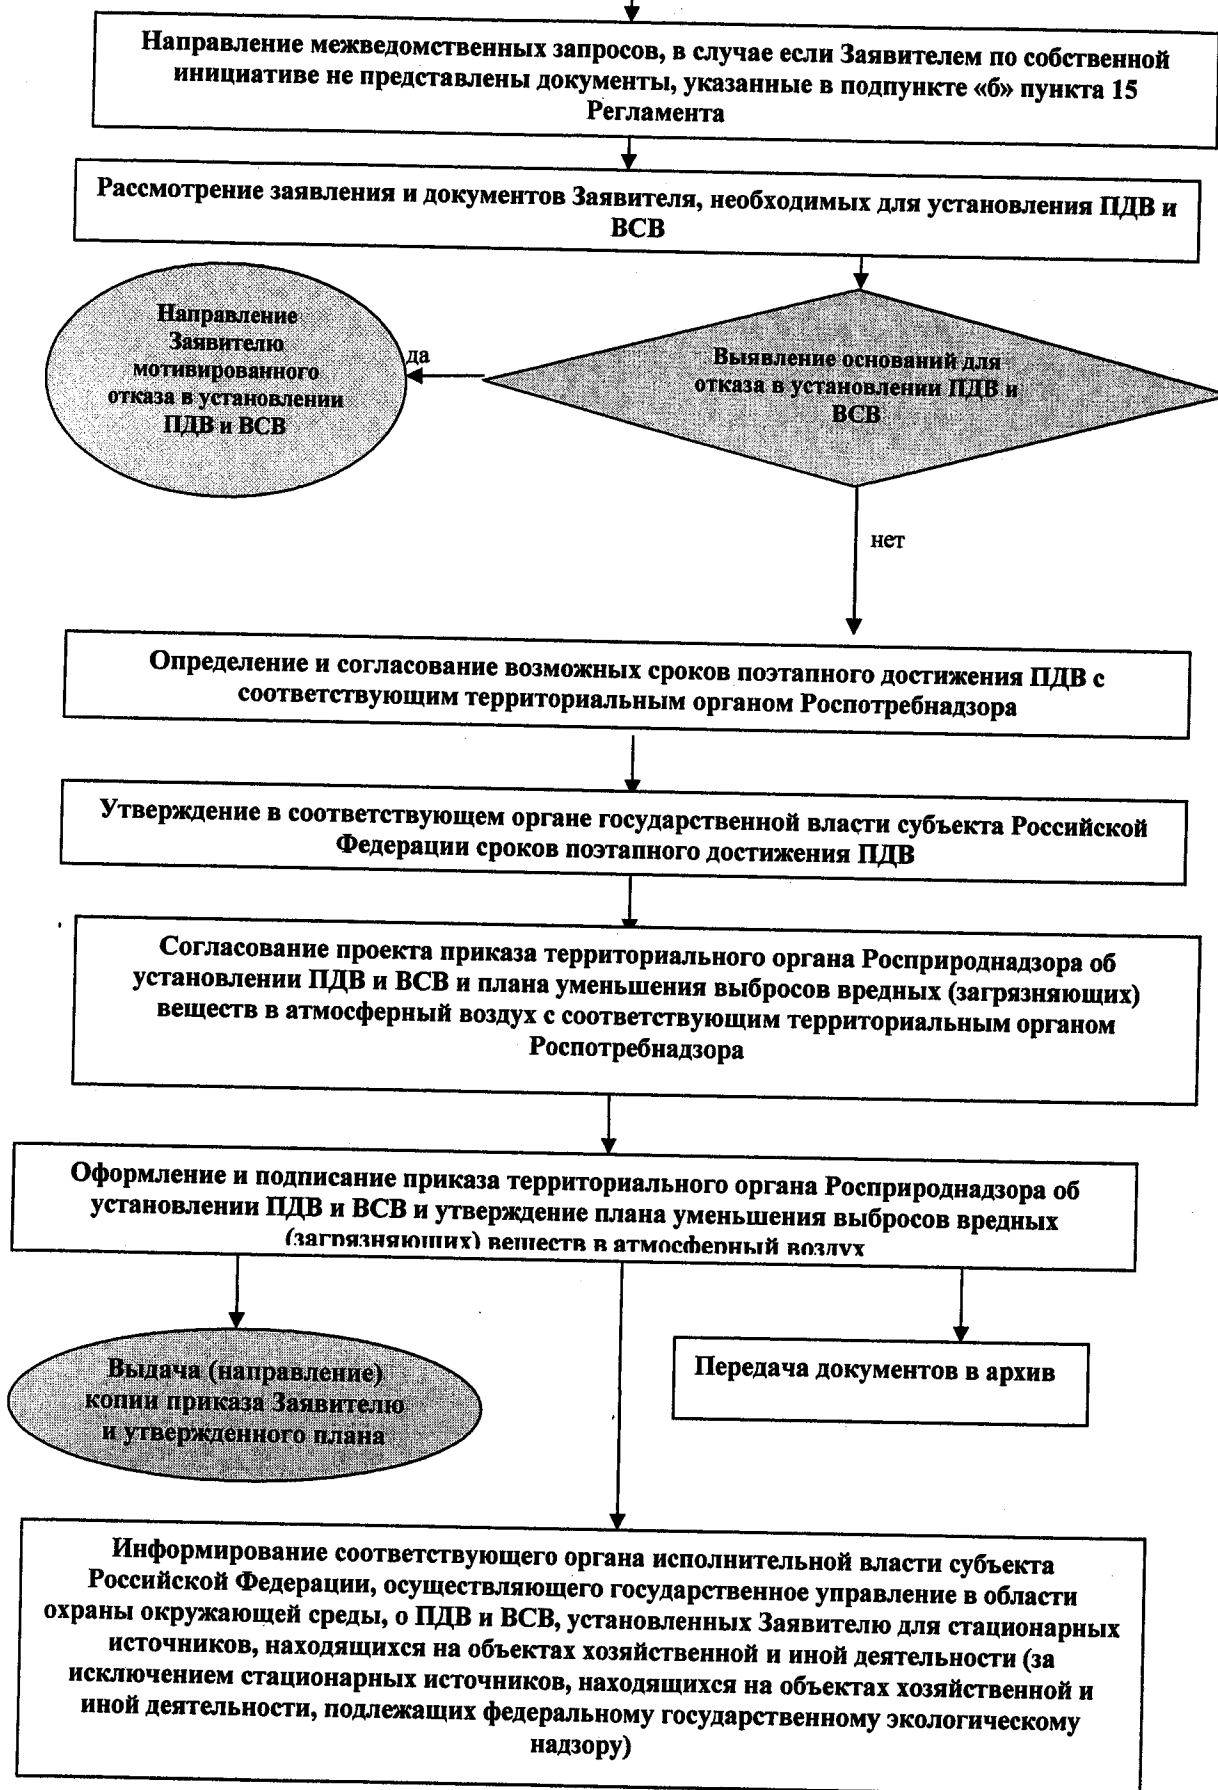 Направление межведомственных запросов, в случае если Заявителем по собственной
инициативе не представлены документы, указанные в подпункте «б» пункта 15
Регламента
Рассмотрение заявления и документов Заявителя, необходимых для установления ПДВ и
ВСВ
Направление
Заявителю
мотивированного
отказа в установлении
ПДВ и ВСВ
да
Выявление оснований для
отказа в установлении ПДВ и
ВСВ
нет
Определение и согласование возможных сроков поэтапного достижения ПДВ с
соответствующим территориальным органом Роспотребнадзора
Утверждение в соответствующем органе государственной власти субъекта Российской
Федерации сроков поэтапного достижения ПДВ
Согласование проекта приказа территориального органа Росприроднадзора об
установлении ПДВ и ВСВ и плана уменьшения выбросов вредных (загрязняющих)
веществ в атмосферный воздух с соответствующим территориальным органом
Роспотребнадзора
Оформление и подписание приказа территориального органа Росприроднадзора об
установлении ПДВ и ВСВ и утверждение плана уменьшения выбросов вредных
(загрязняющих) веществ в атмосферный воздух
Выдача (направление)
копии приказа Заявителю
и утвержденного плана
Передача документов в архив
Информирование соответствующего органа исполнительной власти субъекта
Российской Федерации, осуществляющего государственное управление в области
охраны окружающей среды, о ПДВ и ВСВ, установленных Заявителю для стационарных
источников, находящихся на объектах хозяйственной и иной деятельности (за
исключением стационарных источников, находящихся на объектах хозяйственной и
иной деятельности, подлежащих федеральному государственному экологическому
надзору)